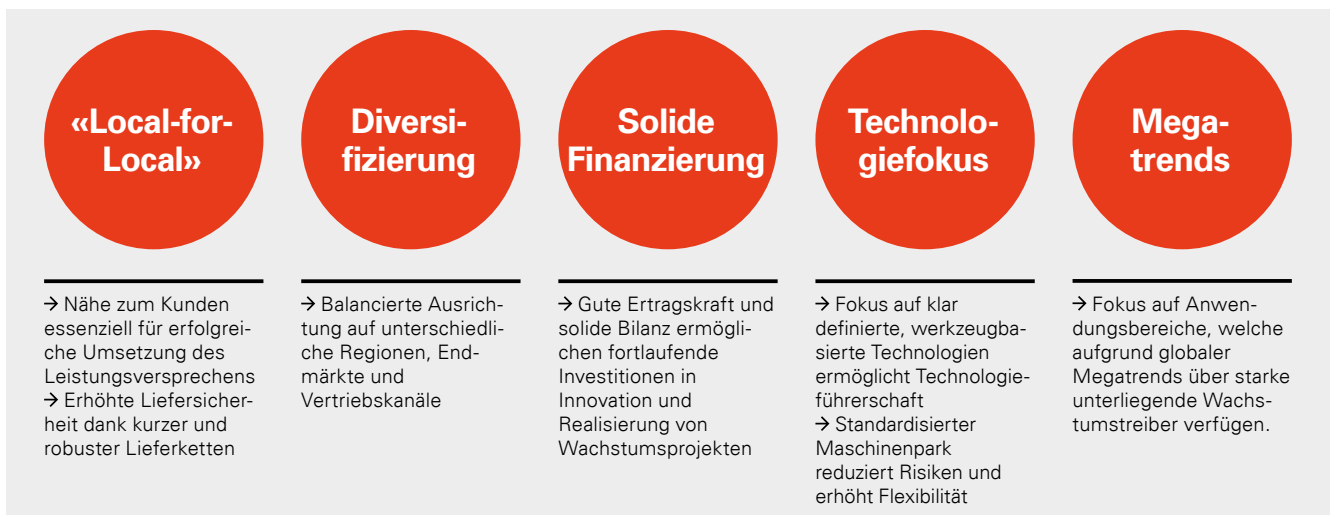 «Local-for-
Local»
→ Nähe zum Kunden
essenziell für erfolgrei-
che Umsetzung des
Leistungsversprechens
→ Erhöhte Liefersicher-
heit dank kurzer und
robuster Lieferketten
Diversi-
fizierung
→ Balancierte Ausrich-
tung auf unterschiedli-
che Regionen, End-
märkte und
Vertriebskanäle
Solide
Finanzierung
→ Gute Ertragskraft und
solide Bilanz ermögli-
chen fortlaufende
Investitionen in
Innovation und
Realisierung von
Wachstumsprojekten
Technolo-
giefokus
→ Fokus auf klar
definierte, werkzeugba-
sierte Technologien
ermöglicht Technologie-
führerschaft
→ Standardisierter
Maschinenpark
reduziert Risiken und
erhöht Flexibilität
Mega-
trends
→ Fokus auf Anwen-
dungsbereiche, welche
aufgrund globaler
Megatrends über starke
unterliegende Wachs-
tumstreiber verfügen.